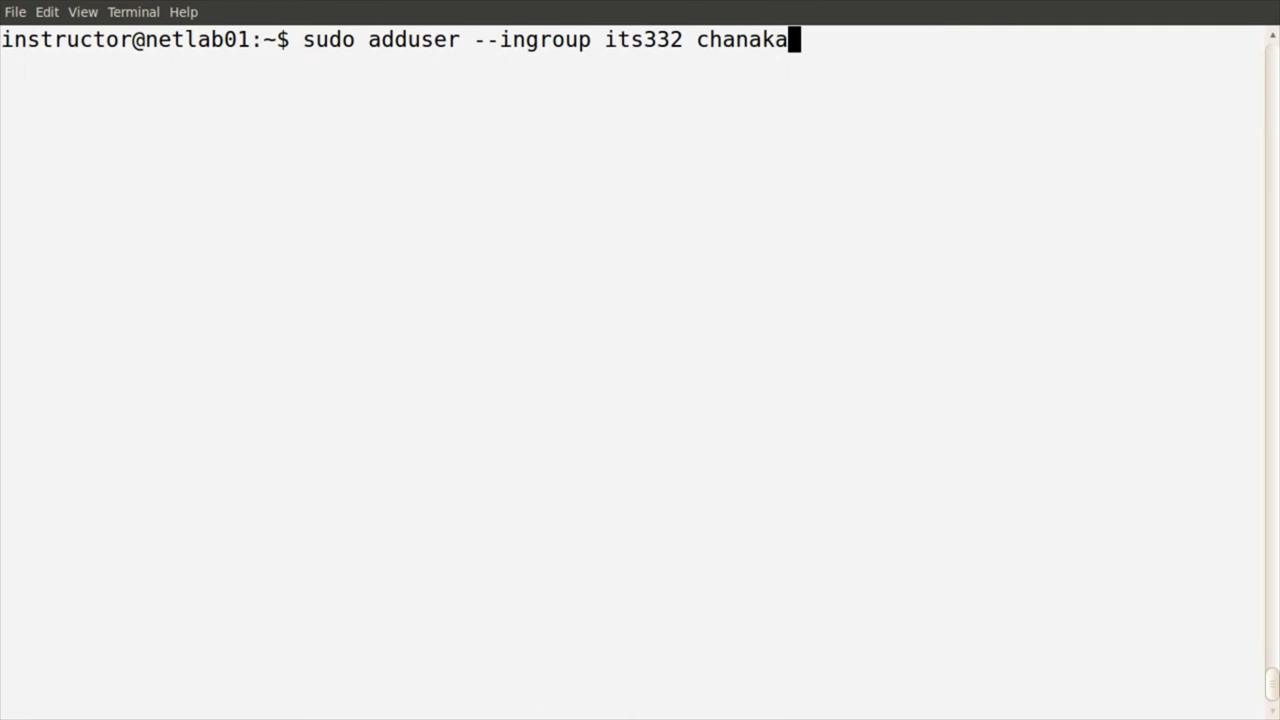 File Edit View Terminal Help
instructor@netlab01:~$ sudo adduser --ingroup its332 chanaka